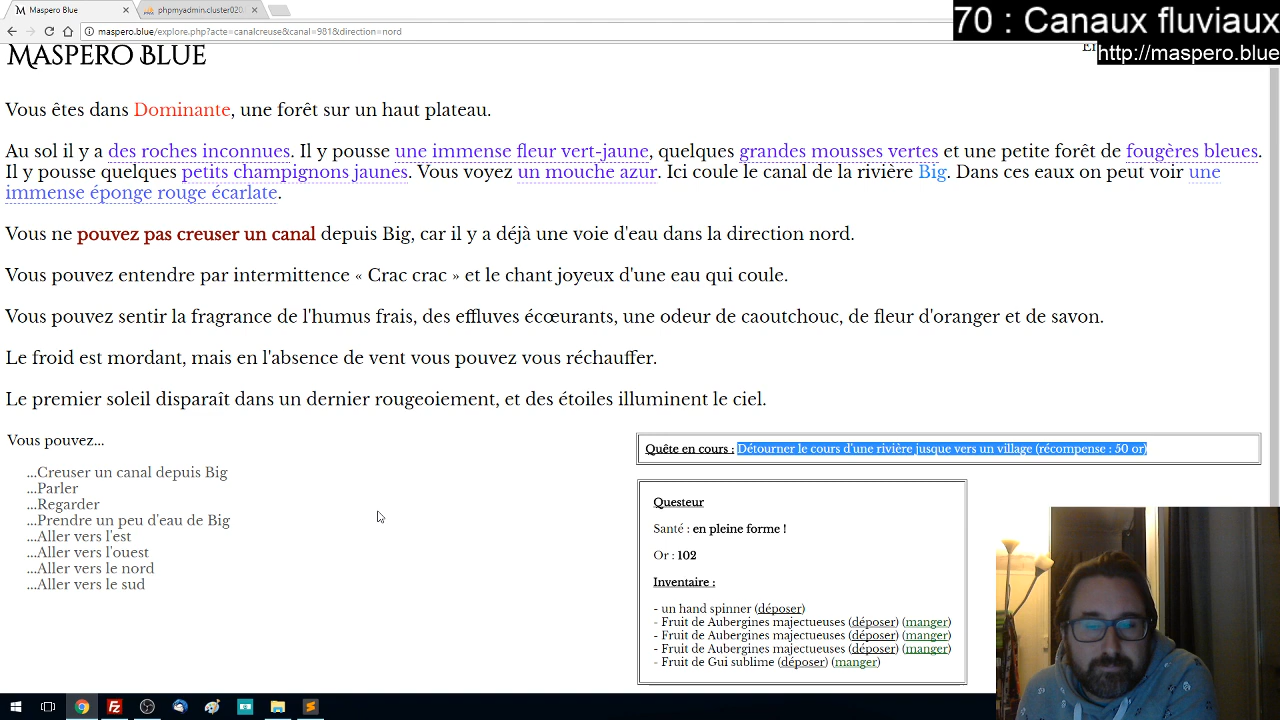 Maspero Blue
phpmyadmin.cluster020
maspero.blue/explore.php?acte=canalcreuse&canal=981&direction=nord
70 : Canaux fluviaux
http://maspero.blue
MASPERO BLUE
Vous êtes dans Dominante, une forêt sur un haut plateau.
Au sol il y a des roches inconnues. Il y pousse une immense fleur vert-jaune, quelques grandes mousses vertes et une petite forêt de fougères bleues.
Il y pousse quelques petits champignons jaunes. Vous voyez un mouche azur. Ici coule le canal de la rivière Big. Dans ces eaux on peut voir une
immense éponge rouge écarlate.
Vous ne pouvez pas creuser un canal depuis Big, car il y a déjà une voie d'eau dans la direction nord.
Vous pouvez entendre par intermittence « Crac crac » et le chant joyeux d'une eau qui coule.
Vous pouvez sentir la fragrance de l'humus frais, des effluves écœurants, une odeur de caoutchouc, de fleur d'oranger et de savon.
Le froid est mordant, mais en l'absence de vent vous pouvez vous réchauffer.
Le premier soleil disparaît dans un dernier rougeoiement, et des étoiles illuminent le ciel.
Vous pouvez...
...Creuser un canal depuis Big
...Parler
...Regarder
...Prendre un peu d'eau de Big
...Aller vers l'est
...Aller vers l'ouest
...Aller vers le nord
...Aller vers le sud
Quête en cours : Détourner le cours d'une rivière jusque vers un village (récompense : 50 or)
Questeur
Santé : en pleine forme !
Or : 102
Inventaire :
- un hand spinner (déposer)
- Fruit de Aubergines majectueuses (déposer) (manger)
- Fruit de Aubergines majectueuses (déposer) (manger)
- Fruit de Aubergines majectueuses (déposer) (manger)
- Fruit de Gui sublime (déposer) (manger)